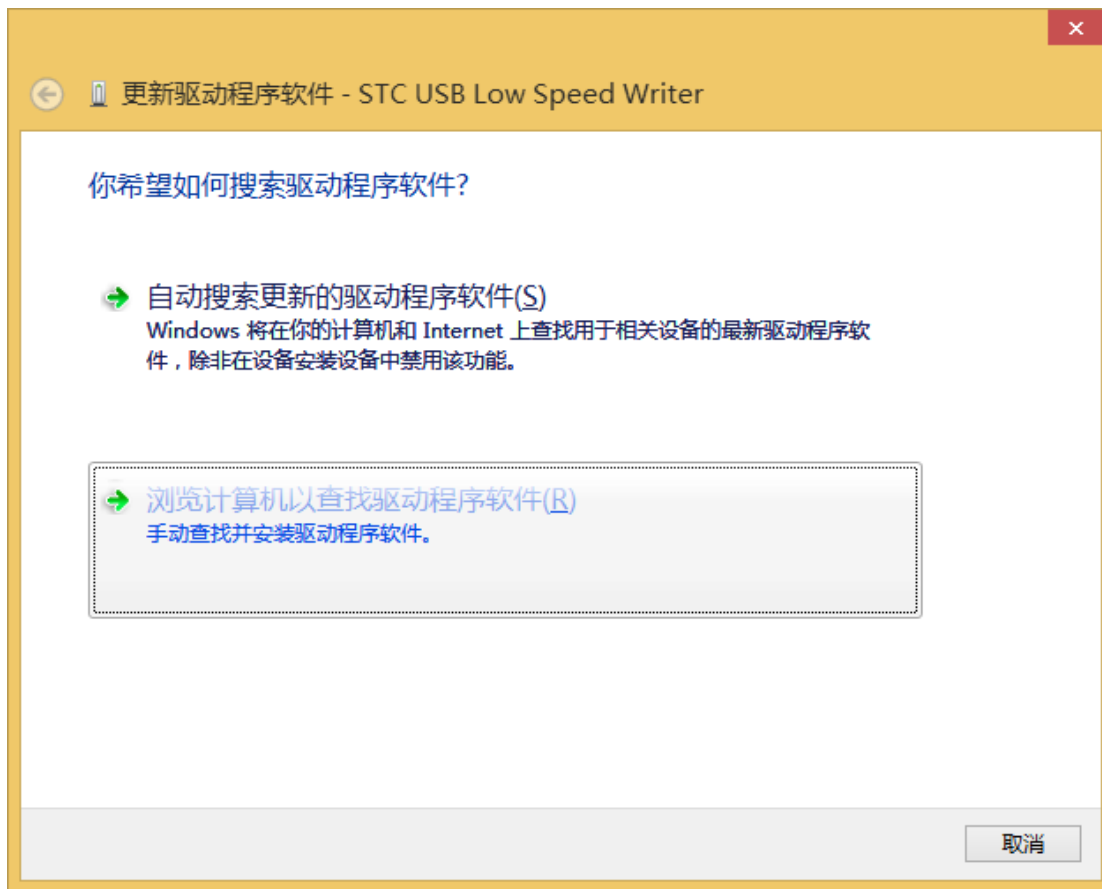 更新驱动程序软件 - STC USB Low Speed Writer
你希望如何搜索驱动程序软件?
自动搜索更新的驱动程序软件(S)
Windows 将在你的计算机和 Internet 上查找用于相关设备的最新驱动程序软
件，除非在设备安装设备中禁用该功能。
浏览计算机以查找驱动程序软件(R)
手动查找并安装驱动程序软件。
取消